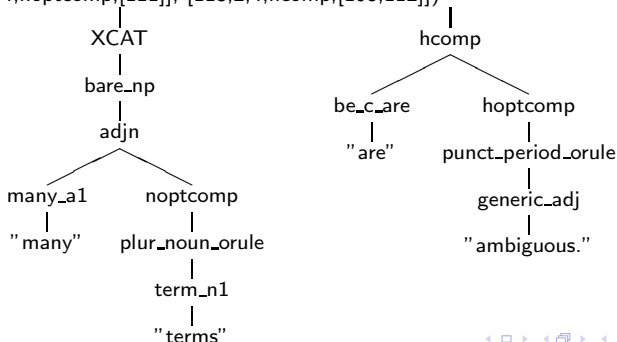 XCAT hcomp
bare_np
be_c_are hoptcomp
adjn
"are" punct_period_orule
many_a1 noptcomp
generic_adj
"many" plur_noun_orule
"ambiguous."
term_n1
"terms"